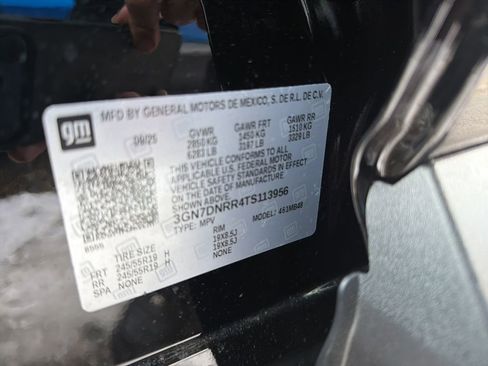 MFD BY GENERAL MOTORS DE MEXICO, S. DE R.L. DE C.V.
gm
08/25 GVWR GAWR FRT GAWR RR
2850 KG 1450 KG 1510 KG
6283 LB 3197 LB 3329 LB
THIS VEHICLE CONFORMS TO ALL
APPLICABLE U.S. FEDERAL MOTOR
VEHICLE SAFETY STANDARDS IN EFFECT
ON THE DATE OF MANUFACTURE
SHOWN ABOVE.
3GN7DNRR4TS113956
TYPE: MPV MODEL: 461MB48
TIRE SIZE RIM
FRT 245/55R19 H 19X8.5J
RR 245/55R19 H 19X8.5J
SPA NONE NONE